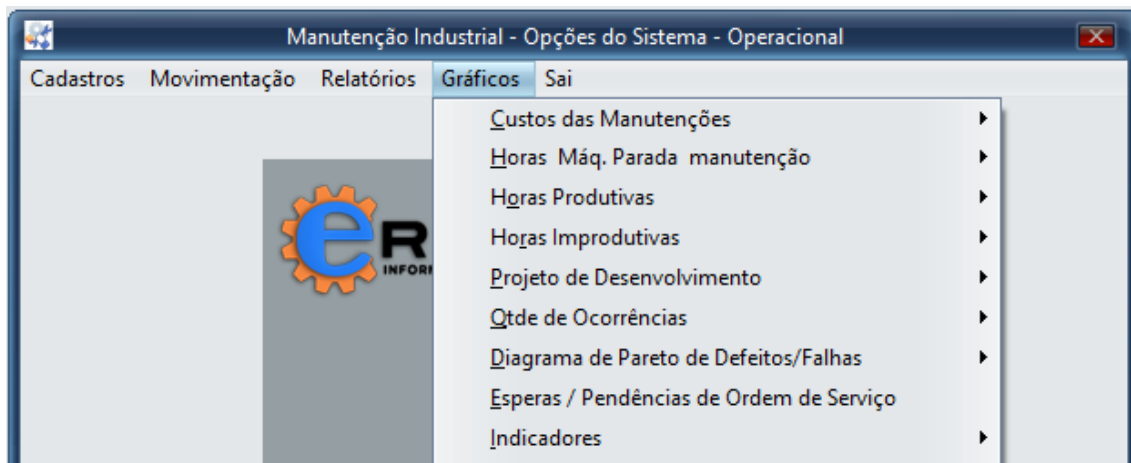 Manutenção Industrial - Opções do Sistema - Operacional
Cadastros Movimentação Relatórios Gráficos Sai
Custos das Manutenções
Horas Máq. Parada manutenção
Horas Produtivas
Horas Improdutivas
Projeto de Desenvolvimento
Qtde de Ocorrências
Diagrama de Pareto de Defeitos/Falhas
Esperas / Pendências de Ordem de Serviço
Indicadores
eR
INFOR